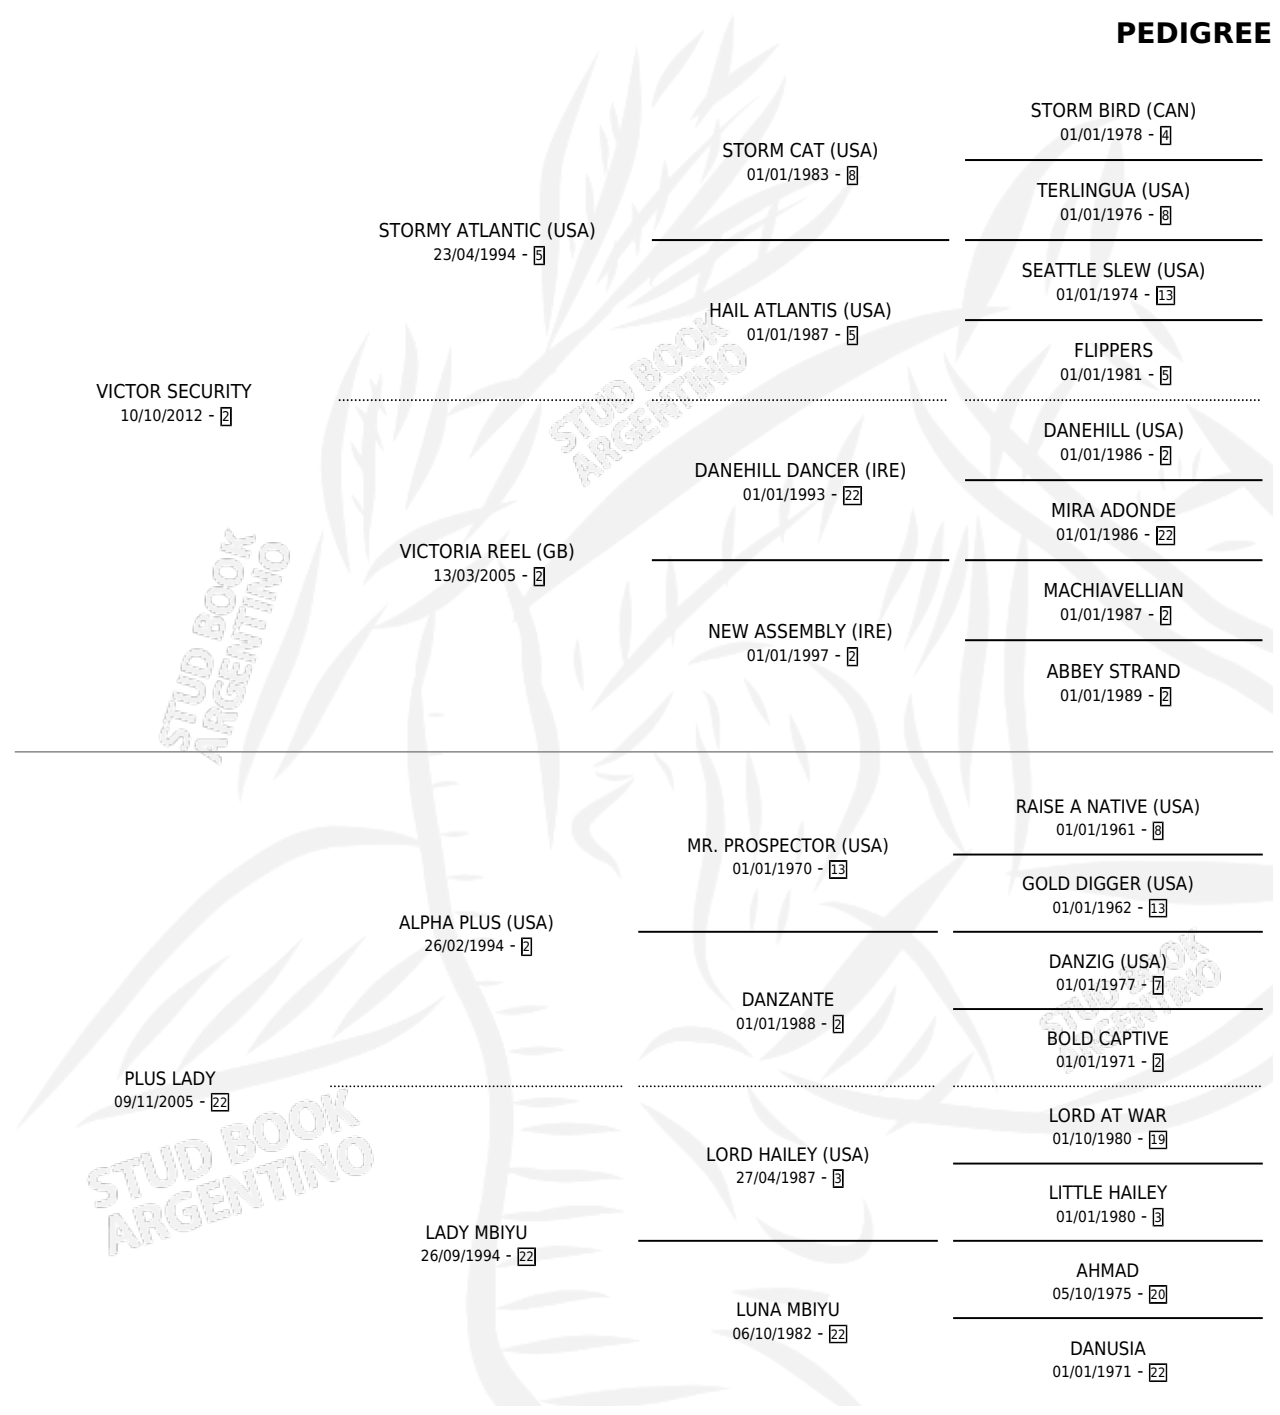 PEDIGREE
STORM BIRD (CAN)
01/01/1978 - 4
STORM CAT (USA)
01/01/1983 - 8
TERLINGUA (USA)
01/01/1976 - 8
STORMY ATLANTIC (USA)
23/04/1994 - 5
SEATTLE SLEW (USA)
01/01/1974 - 13
HAIL ATLANTIS (USA)
01/01/1987 - 5
FLIPPERS
01/01/1981 - 5
VICTOR SECURITY
10/10/2012 - 2
DANEHILL (USA)
01/01/1986 - 2
DANEHILL DANCER (IRE)
01/01/1993 - 22
MIRA ADONDE
01/01/1986 - 22
VICTORIA REEL (GB)
13/03/2005 - 2
MACHIAVELLIAN
01/01/1987 - 2
NEW ASSEMBLY (IRE)
01/01/1997 - 2
ABBEY STRAND
01/01/1989 - 2
RAISE A NATIVE (USA)
01/01/1961 - 8
MR. PROSPECTOR (USA)
01/01/1970 - 13
GOLD DIGGER (USA)
01/01/1962 - 13
ALPHA PLUS (USA)
26/02/1994 - 2
DANZIG (USA)
01/01/1977 - 7
DANZANTE
01/01/1988 - 2
BOLD CAPTIVE
01/01/1971 - 2
PLUS LADY
09/11/2005 - 22
LORD AT WAR
01/10/1980 - 19
LORD HAILEY (USA)
27/04/1987 - 3
LITTLE HAILEY
01/01/1980 - 3
LADY MBIYU
26/09/1994 - 22
AHMAD
05/10/1975 - 20
LUNA MBIYU
06/10/1982 - 22
DANUSIA
01/01/1971 - 22
STUD BOOK
ARGENTINO
STUD BOOK
ARGENTINO
STUD BOOK
ARGENTINO
STUD BOOK
ARGENTINO